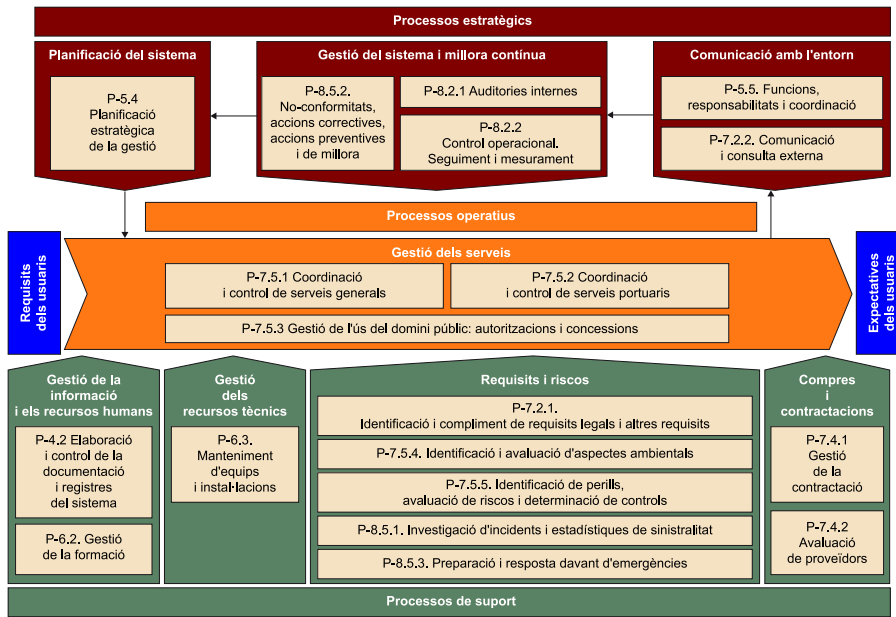 Processos estratègics
Planificació del sistema
P-5.4
Planificació
estratègica
de la gestió
Gestió del sistema i millora contínua
P-8.5.2.
No-conformitats,
accions correctives,
accions preventives
i de millora
P-8.2.1 Auditories internes
P-8.2.2
Control operacional.
Seguiment i mesurament
Comunicació amb l'entorn
P-5.5. Funcions,
responsabilitats i coordinació
P-7.2.2. Comunicació
i consulta externa
Processos operatius
Requisits
dels usuaris
Gestió dels serveis
P-7.5.1 Coordinació
i control de serveis generals
P-7.5.2 Coordinació
i control de serveis portuaris
P-7.5.3 Gestió de l'ús del domini públic: autoritzacions i concessions
Expectatives
dels usuaris
Gestió de la
informació
i els recursos humans
P-4.2 Elaboració
i control de la
documentació
i registres
del sistema
P-6.2. Gestió
de la formació
Gestió
dels
recursos tècnics
P-6.3.
Manteniment
d'equips
i instal·lacions
Requisits i riscos
P-7.2.1.
Identificació i compliment de requisits legals i altres requisits
P-7.5.4. Identificació i avaluació d'aspectes ambientals
P-7.5.5. Identificació de perills,
avaluació de riscos i determinació de controls
P-8.5.1. Investigació d'incidents i estadístiques de sinistralitat
P-8.5.3. Preparació i resposta davant d'emergències
Compres
i
contractacions
P-7.4.1
Gestió
de la
contractació
P-7.4.2
Avaluació
de proveïdors
Processos de suport